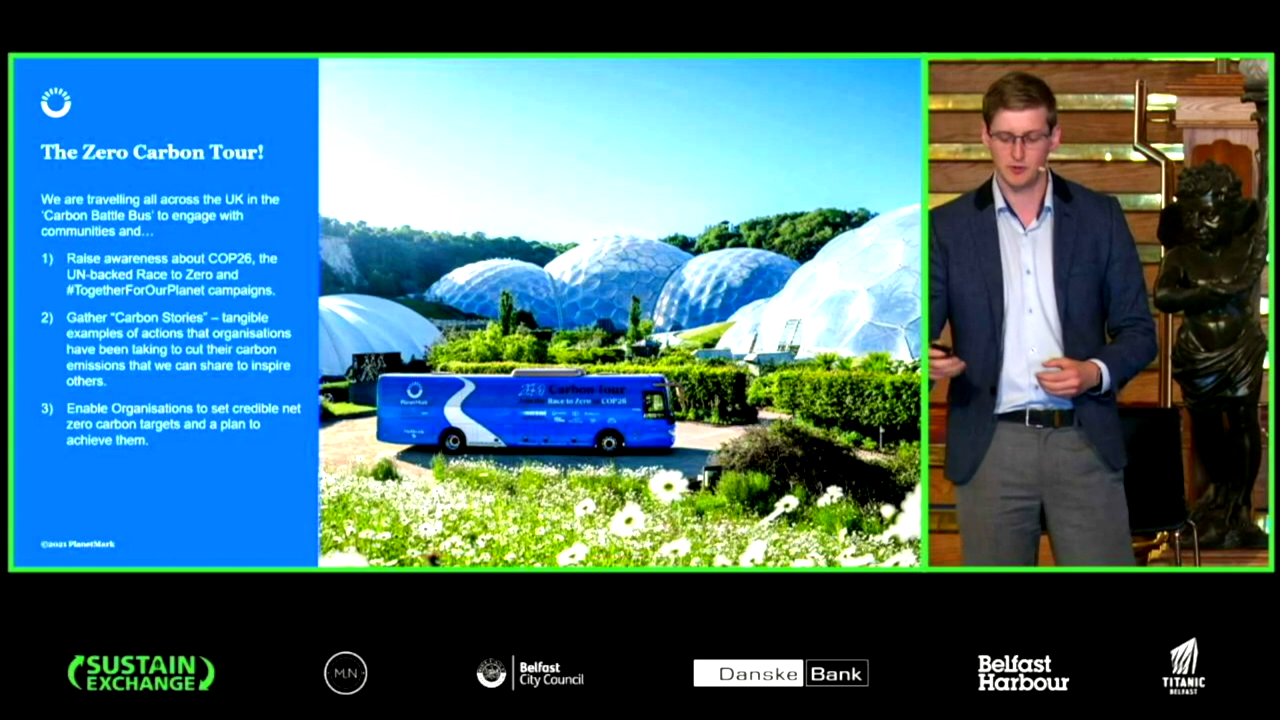 The Zero Carbon Tour!
We are travelling all across the UK in the
‘Carbon Battle Bus’ to engage with
communities and…
1) Raise awareness about COP26, the
UN-backed Race to Zero and
#TogetherForOurPlanet campaigns.
2) Gather “Carbon Stories” – tangible
examples of actions that organisations
have been taking to cut their carbon
emissions that we can share to inspire
others.
3) Enable Organisations to set credible net
zero carbon targets and a plan to
achieve them.
©2021 PlanetMark
PlanetMark
Carbon Tour
Race to Zero
COP26
SUSTAIN
EXCHANGE
M.N
Belfast
City Council
Danske Bank
Belfast
Harbour
TITANIC
BELFAST